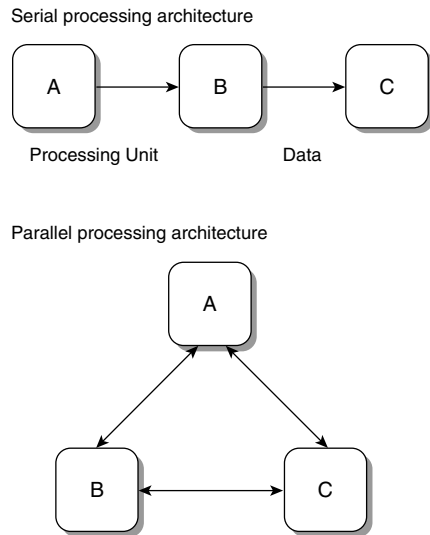 Serial processing architecture
A B C
Processing Unit Data
Parallel processing architecture
A
B C